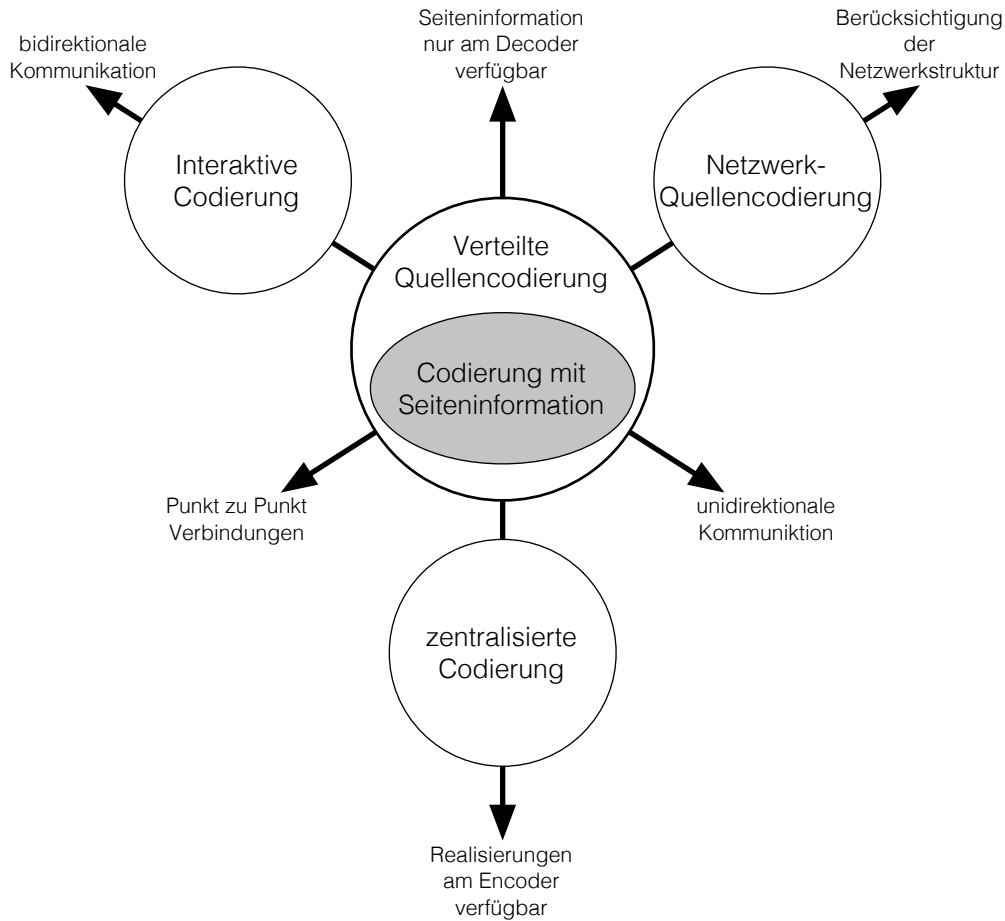 bidirektionale
Kommunikation
Seiteninformation
nur am Decoder
verfügbar
Berücksichtigung
der
Netzwerkstruktur
Interaktive
Codierung
Netzwerk-
Quellencodierung
Verteilte
Quellencodierung
Codierung mit
Seiteninformation
Punkt zu Punkt
Verbindungen
unidirektionale
Kommuniktion
zentralisierte
Codierung
Realisierungen
am Encoder
verfügbar